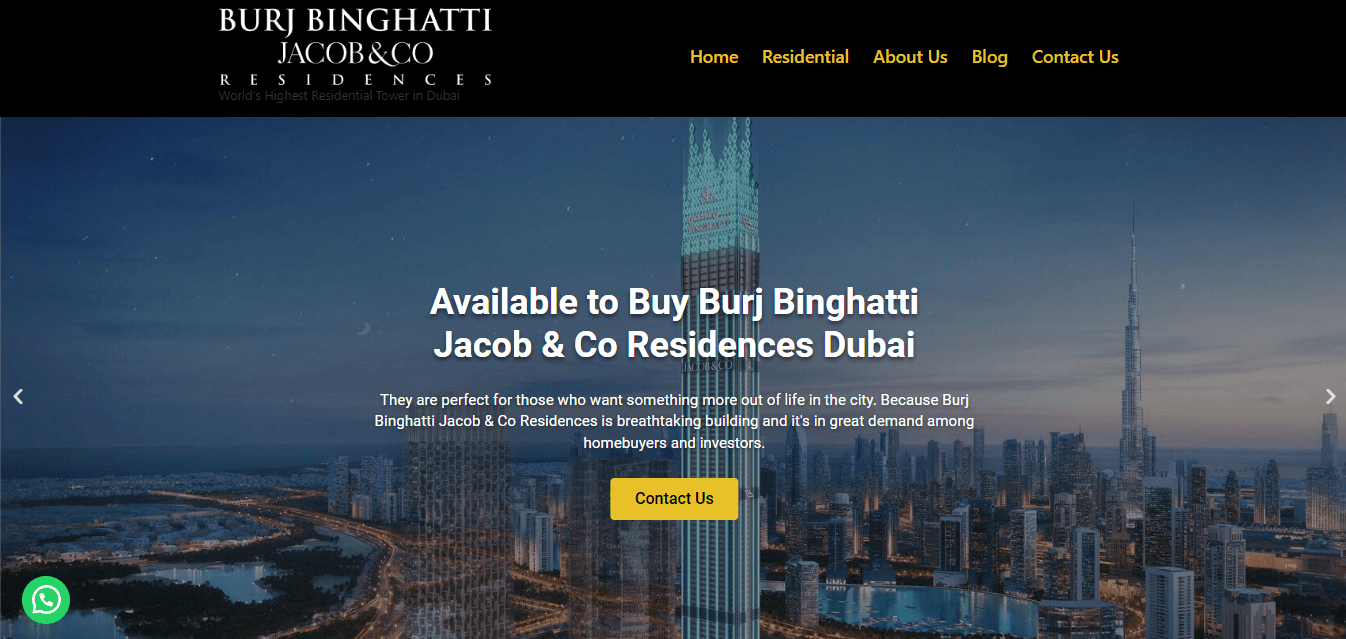 BURJ BINGHATTI
JACOB&CO
RESIDENCES
World's Highest Residential Tower in Dubai
Home Residential About Us Blog Contact Us
Available to Buy Burj Binghatti
Jacob & Co Residences Dubai
JACOB&CO
They are perfect for those who want something more out of life in the city. Because Burj
Binghatti Jacob & Co Residences is breathtaking building and it's in great demand among
homebuyers and investors.
Contact Us